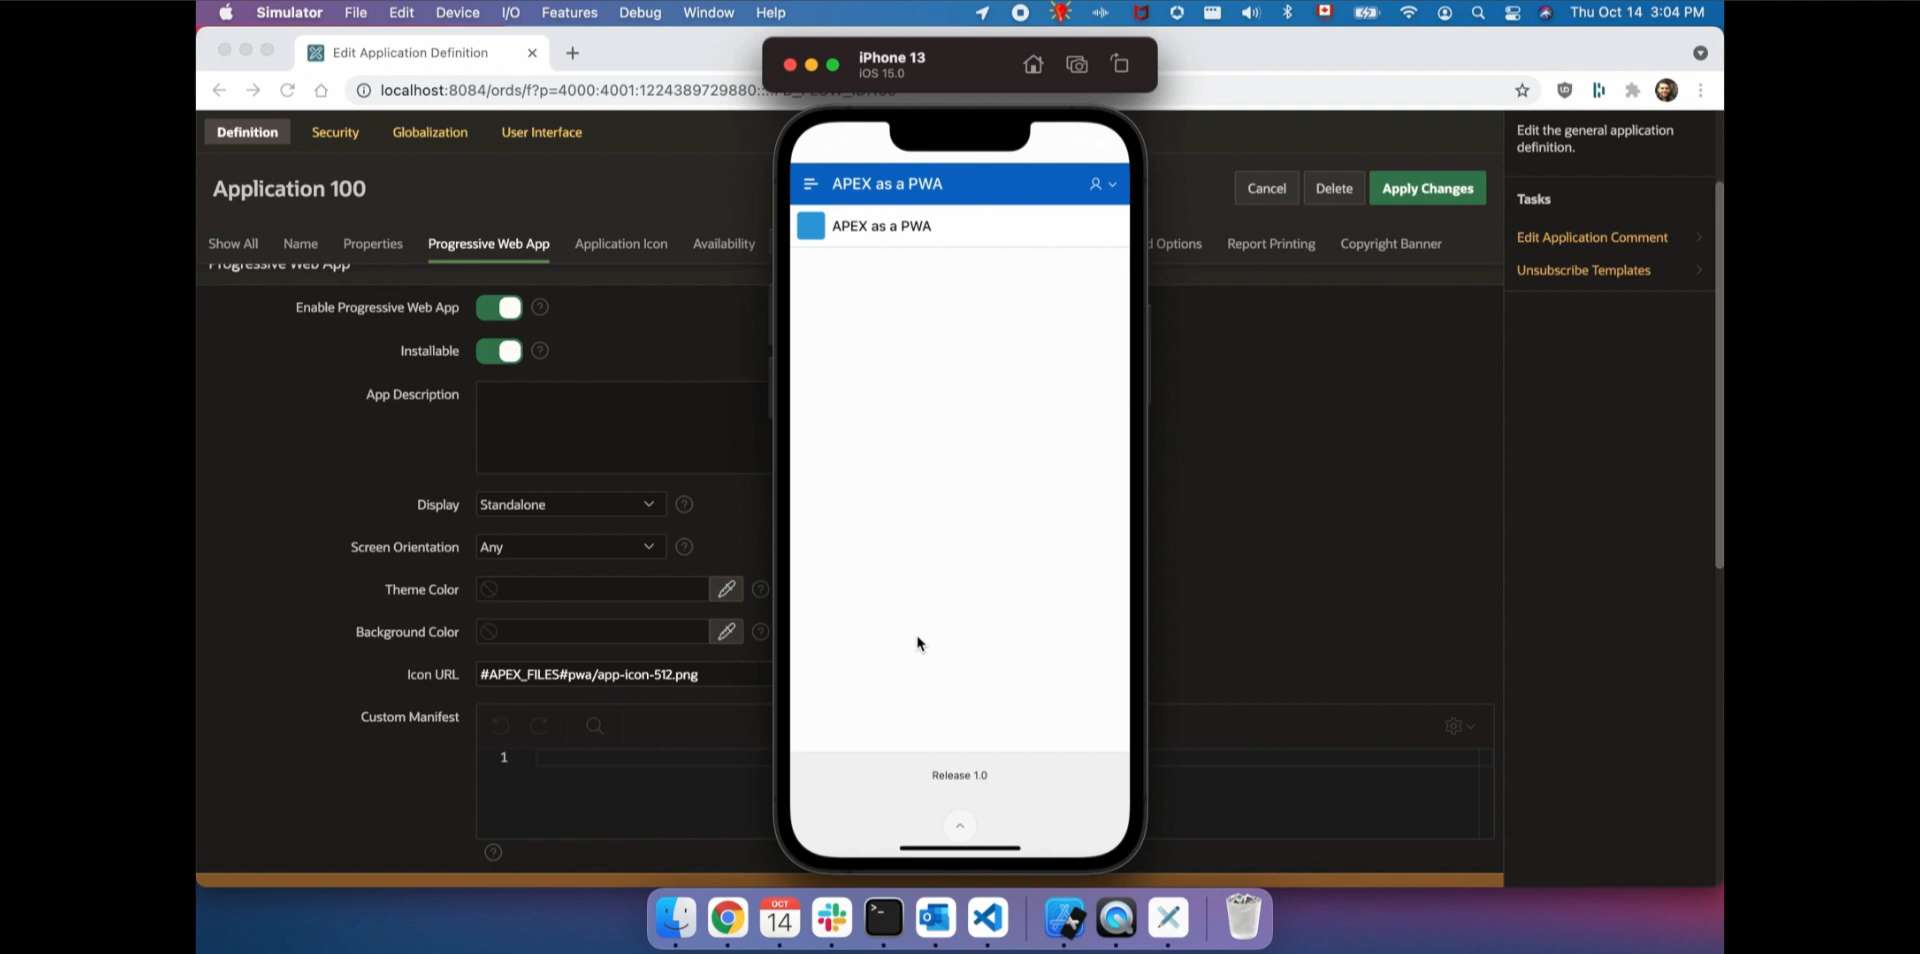 Simulator File Edit Device I/O Features Debug Window Help Thu Oct 14 3:04 PM
Edit Application Definition
iPhone 13
iOS 15.0
localhost:8084/ords/f?p=4000:4001:1224389729880:
Definition Security Globalization User Interface
Edit the general application
definition.
Application 100
Cancel Delete Apply Changes
Tasks
Edit Application Comment
Unsubscribe Templates
Show All Name Properties Progressive Web App Application Icon Availability d Options Report Printing Copyright Banner
Progressive Web App
Enable Progressive Web App
Installable
App Description
Display Standalone
Screen Orientation Any
Theme Color
Background Color
Icon URL #APEX_FILES#pwa/app-icon-512.png
Custom Manifest
1
APEX as a PWA
APEX as a PWA
Release 1.0
OCT
14